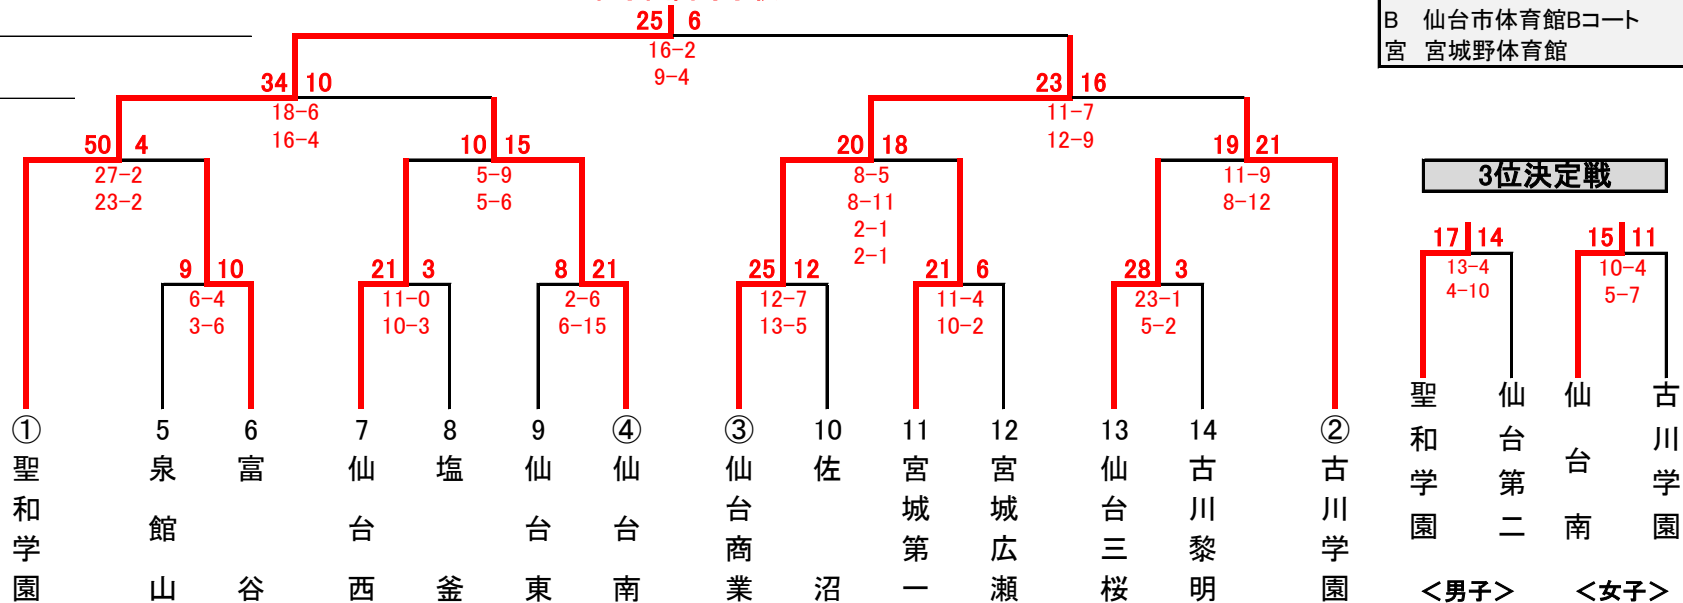 25 6
16-2
9-4
B 仙台市体育館Bコート
宮 宮城野体育館
34 10
18-6
16-4
23 16
11-7
12-9
50 4
27-2
23-2
10 15
5-9
5-6
20 18
8-5
8-11
2-1
2-1
19 21
11-9
8-12
9 10
6-4
3-6
21 3
11-0
10-3
8 21
2-6
6-15
25 12
12-7
13-5
21 6
11-4
10-2
28 3
23-1
5-2
① 聖和学園
5 泉館山
6 富谷
7 仙台西
8 塩釜
9 仙台東
④ 仙台南
③ 仙台商業
10 佐沼
11 宮城第一
12 宮城広瀬
13 仙台三桜
14 古川黎明
② 古川学園
3位決定戦
17 14
13-4
4-10
聖和学園
仙台第二
<男子>
15 11
10-4
5-7
仙台南
古川学園
<女子>